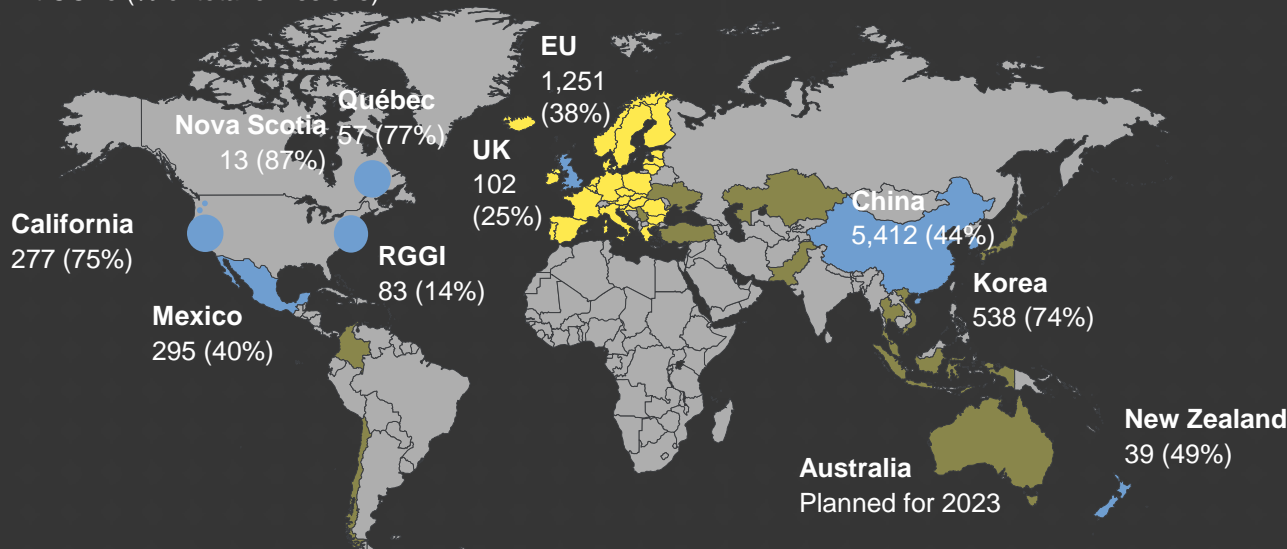 EU
1,251
(38%)
Québec
57 (77%)
Nova Scotia
13 (87%)
UK
102
(25%)
California
277 (75%)
RGGI
83 (14%)
Mexico
295 (40%)
China
5,412 (44%)
Korea
538 (74%)
New Zealand
39 (49%)
Australia
Planned for 2023